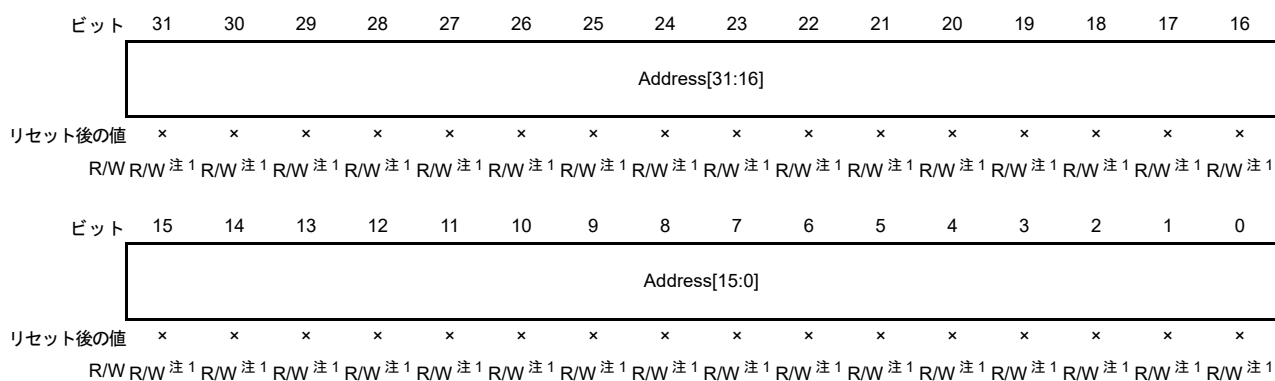 ビット 31 30 29 28 27 26 25 24 23 22 21 20 19 18 17 16
Address[31:16]
リセット後の値 × × × × × × × × × × × × × × × ×
R/W R/W 注 1 R/W 注 1 R/W 注 1 R/W 注 1 R/W 注 1 R/W 注 1 R/W 注 1 R/W 注 1 R/W 注 1 R/W 注 1 R/W 注 1 R/W 注 1 R/W 注 1 R/W 注 1 R/W 注 1 R/W 注 1
ビット 15 14 13 12 11 10 9 8 7 6 5 4 3 2 1 0
Address[15:0]
リセット後の値 × × × × × × × × × × × × × × × ×
R/W R/W 注 1 R/W 注 1 R/W 注 1 R/W 注 1 R/W 注 1 R/W 注 1 R/W 注 1 R/W 注 1 R/W 注 1 R/W 注 1 R/W 注 1 R/W 注 1 R/W 注 1 R/W 注 1 R/W 注 1 R/W 注 1